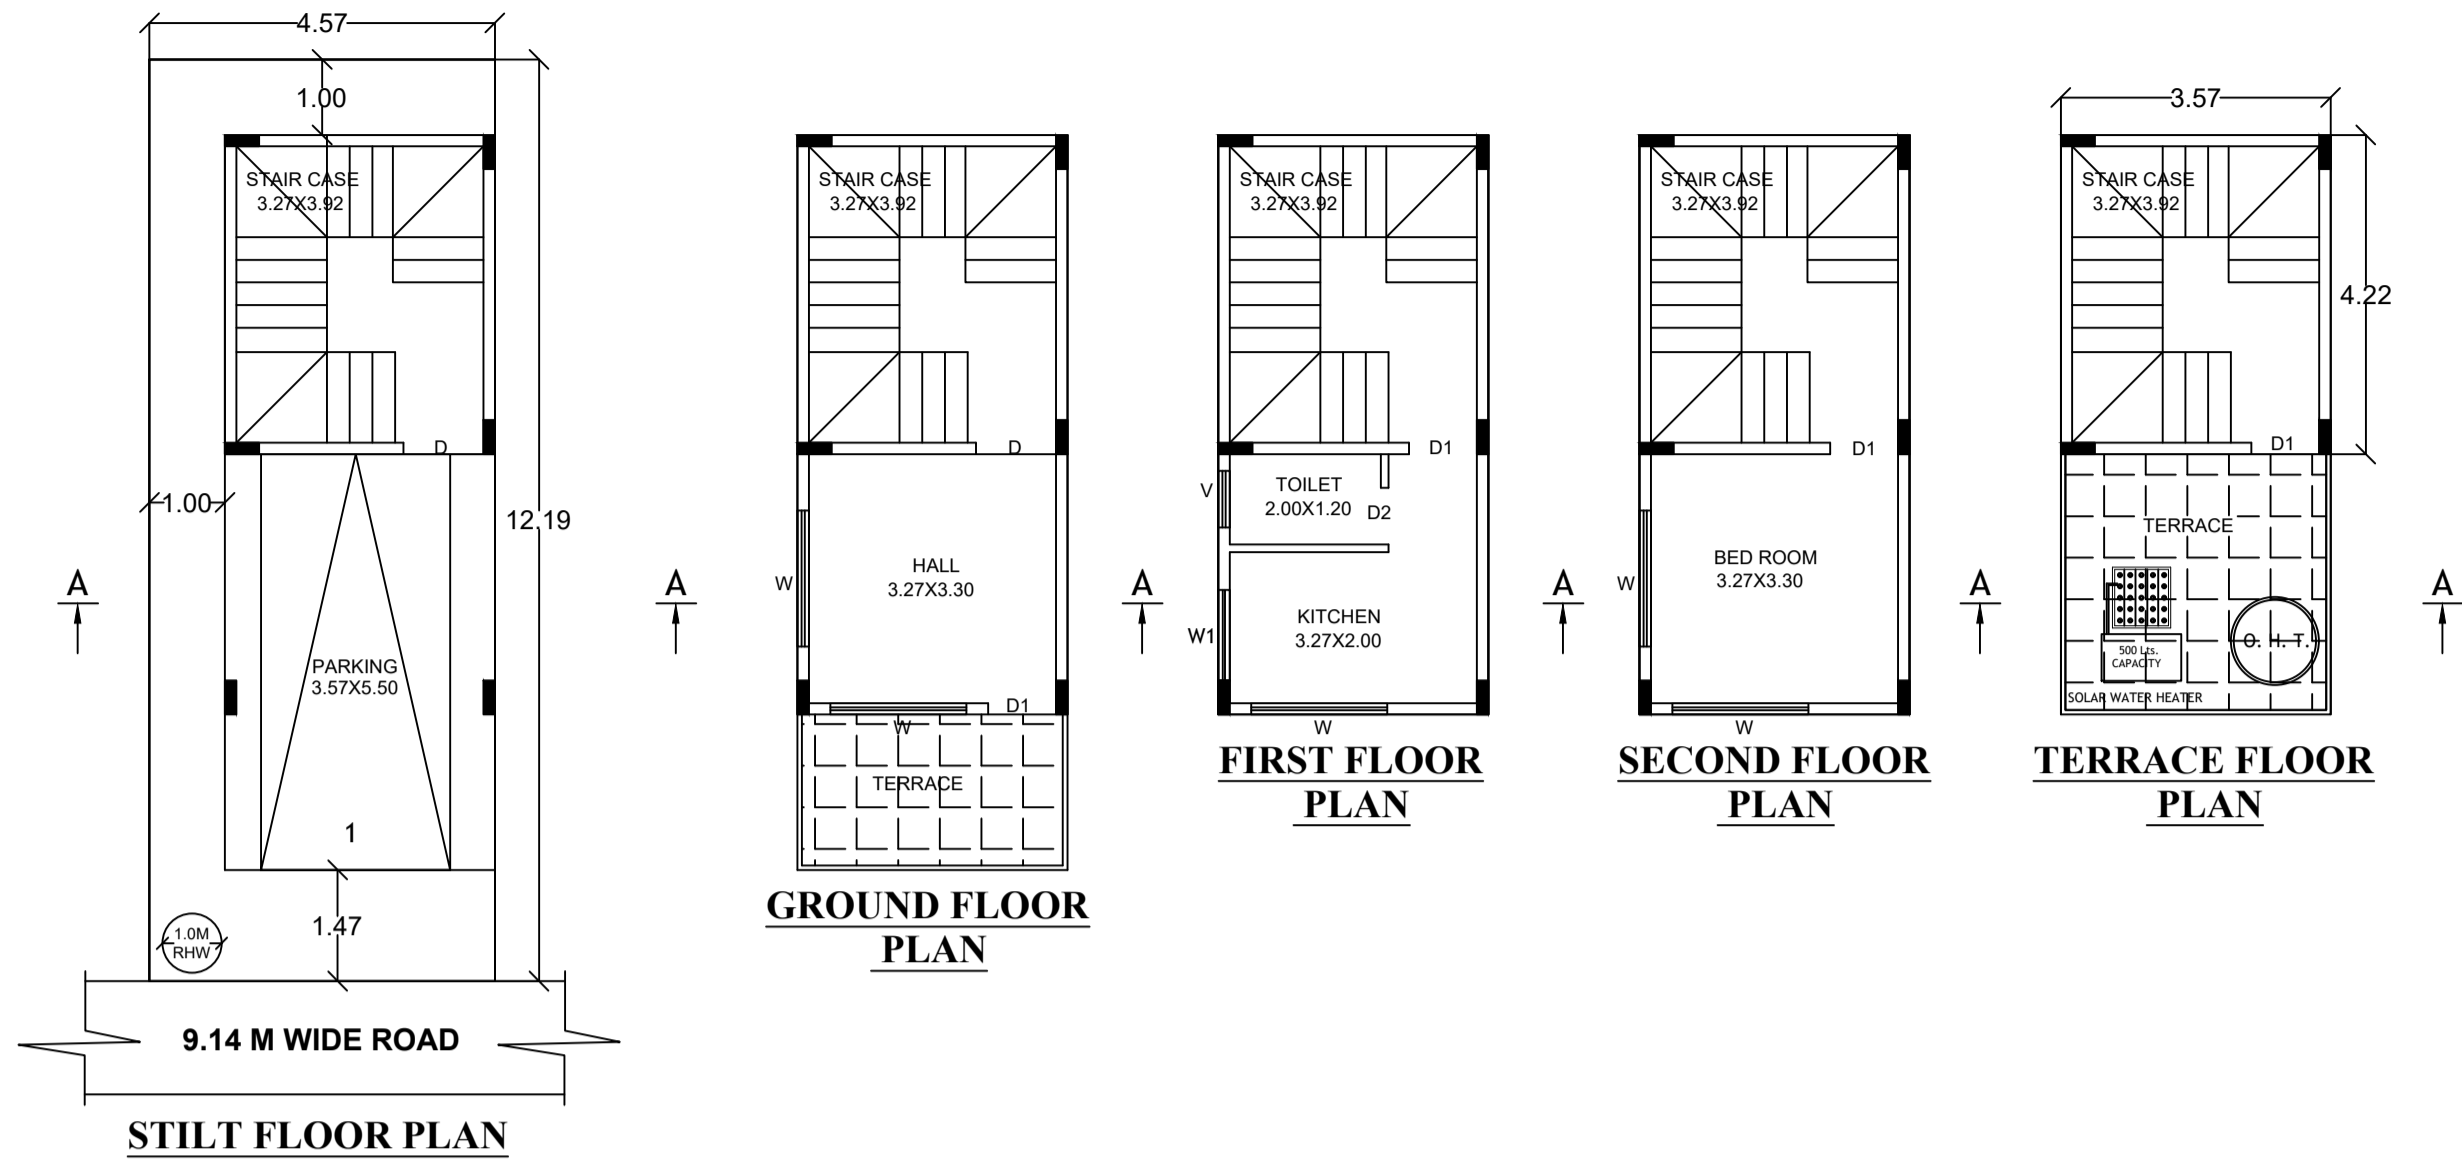 4.57
1.00
STAIR CASE
3.27X3.92
D
1.00
12.19
A
A
PARKING
3.57X5.50
1
1.47
1.0M
RHW
9.14 M WIDE ROAD
STILT FLOOR PLAN
STAIR CASE
3.27X3.92
D
HALL
3.27X3.30
W
D1
W
TERRACE
GROUND FLOOR
PLAN
A
STAIR CASE
3.27X3.92
D1
TOILET
2.00X1.20
V
D2
KITCHEN
3.27X2.00
W1
W
FIRST FLOOR
PLAN
A
STAIR CASE
3.27X3.92
D1
BED ROOM
3.27X3.30
W
W
SECOND FLOOR
PLAN
A
3.57
STAIR CASE
3.27X3.92
4.22
D1
TERRACE
O. H. T.
500 Lts.
CAPACITY
SOLAR WATER HEATER
A
TERRACE FLOOR
PLAN